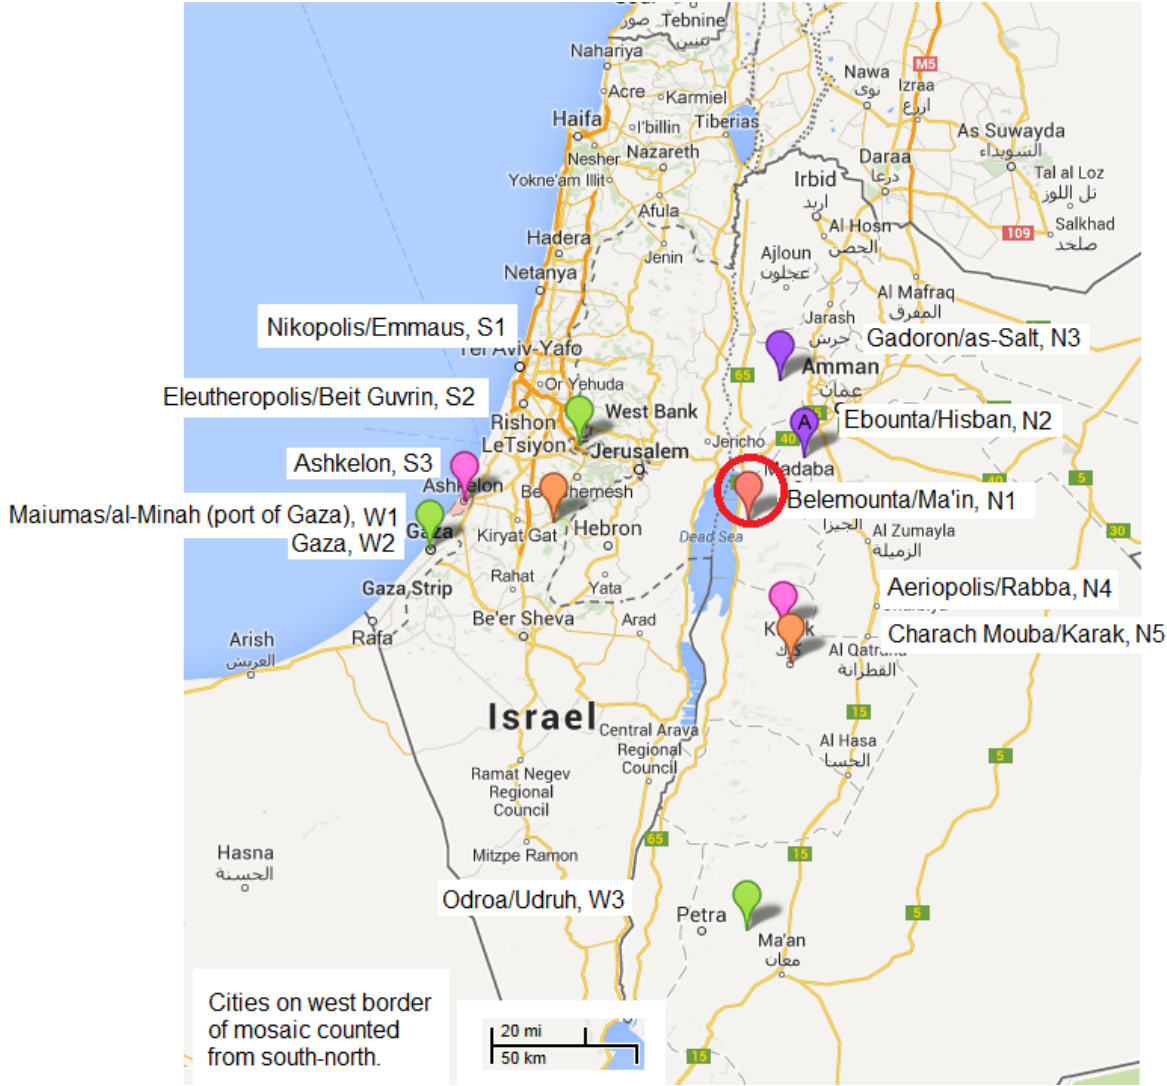 صور
Tebnine
تبنين
Nahariya
M5
Nawa
نوى
Izraa
ازرع
Acre
Karmiel
Haifa
I'billin
Tiberias
As Suwayda
السويداء
Nesher
Nazareth
Daraa
درعا
Yokne'am Illit
Irbid
اربد
Tal al Loz
تل اللوز
Afula
Salkhad
صلخد
109
Hadera
Al Hosn
الحصن
Jenin
Ajloun
عجلون
Netanya
Al Mafraq
المفرق
Jarash
جرش
Nikopolis/Emmaus, S1
Gadoron/as-Salt, N3
Tel Aviv-Yafo
Amman
عمان
65
Or Yehuda
Eleutheropolis/Beit Guvrin, S2
West Bank
5
Rishon
LeTsiyon
A
Ebounta/Hisban, N2
Jericho
40
Jerusalem
Ashkelon, S3
Madaba
5
Ashkelon
Belemounta/Ma'in, N1
Maiumas/al-Minah (port of Gaza), W1
Gaza, W2
Gaza
Kiryat Gat
Hebron
Dead Sea
الجيزا
Al Zumayla
الزميلة
30
Gaza Strip
Rahat
Yata
Aeriopolis/Rabba, N4
Be'er Sheva
Arad
Charach Mouba/Karak, N5
Arish
العريش
Rafa
Al Qatrana
القطرانة
Israel
Central Arava
Regional
Council
15
Al Hasa
الحسا
5
Ramat Negev
Regional
Council
65
15
Mitzpe Ramon
Hasna
الحسنة
Odroa/Udruh, W3
Petra
5
Ma'an
معان
Cities on west border
of mosaic counted
from south-north.
20 mi
50 km
15